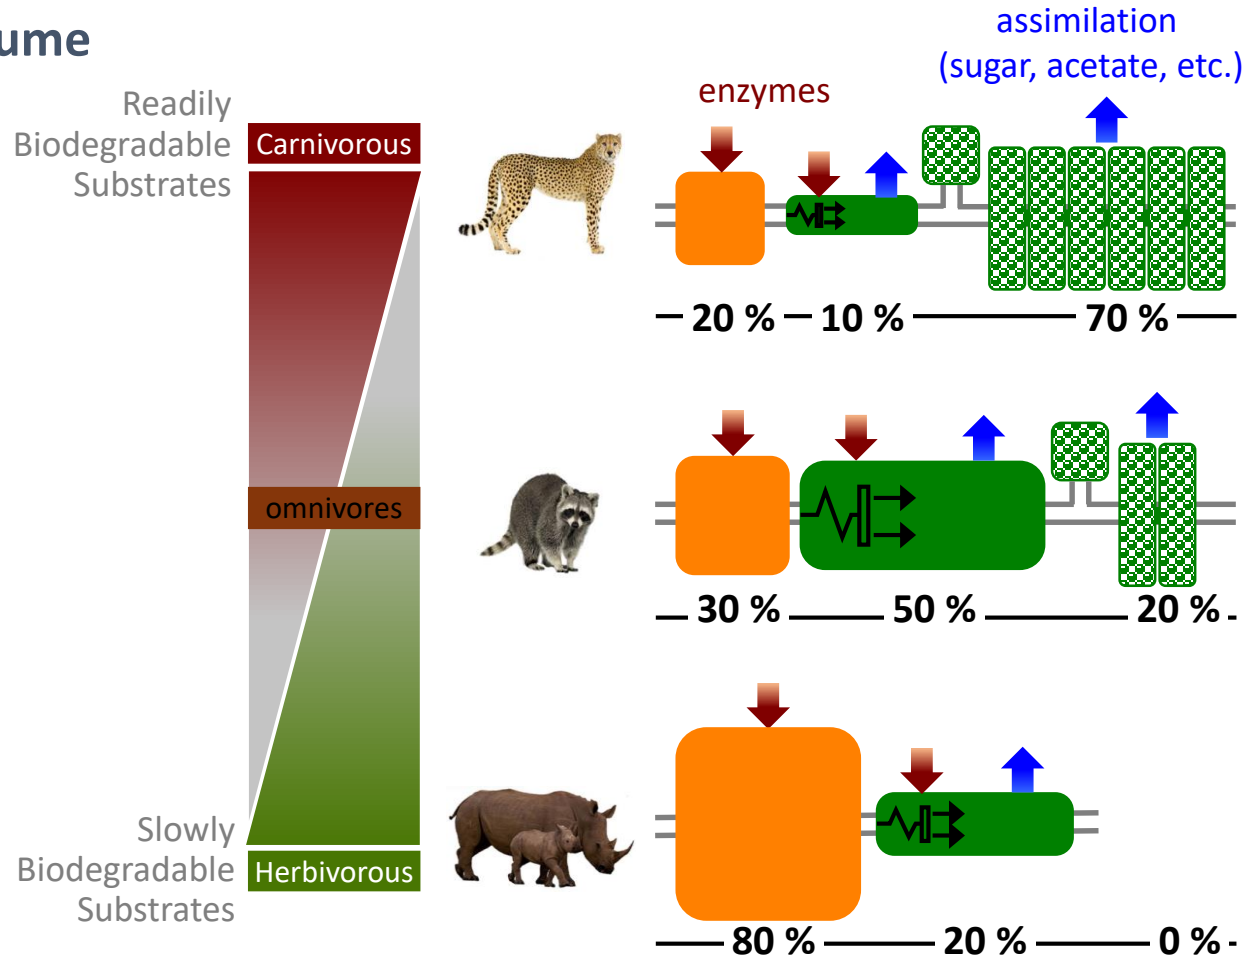 ume
assimilation
(sugar, acetate, etc.)
enzymes
Readily
Biodegradable
Substrates
Carnivorous
20 %
10 %
70 %
omnivores
30 %
50 %
20 %
Slowly
Biodegradable
Substrates
Herbivorous
80 %
20 %
0 %